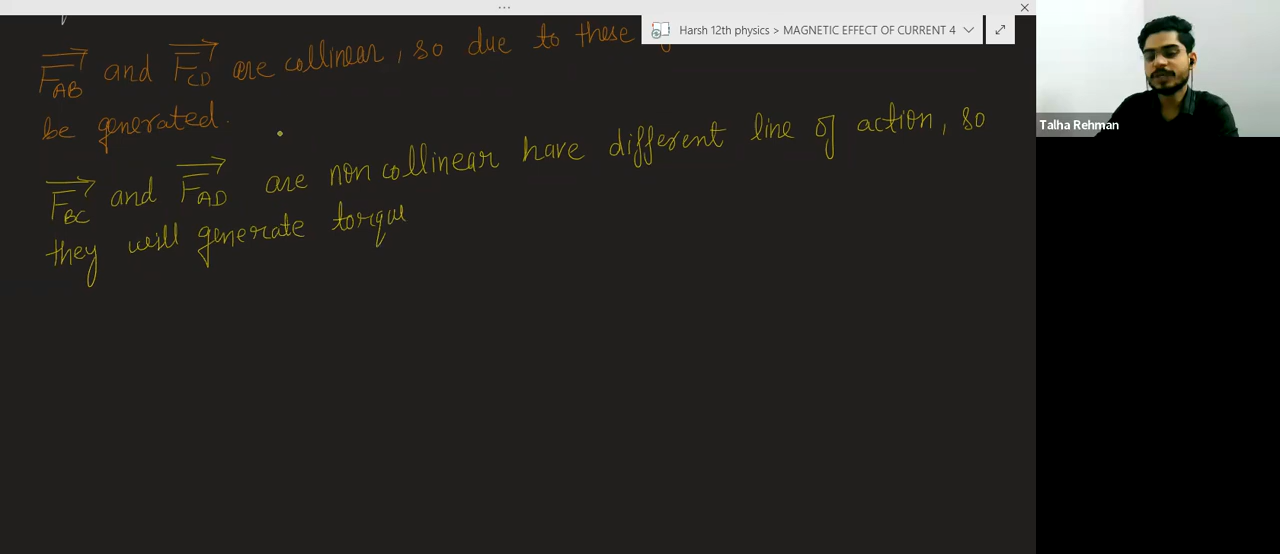 Harsh 12th physics > MAGNETIC EFFECT OF CURRENT 4
Talha Rehman
F_AB and F_CD are collinear, so due to these
be generated.
F_BC and F_AD are non collinear have different line of action, so
they will generate torque